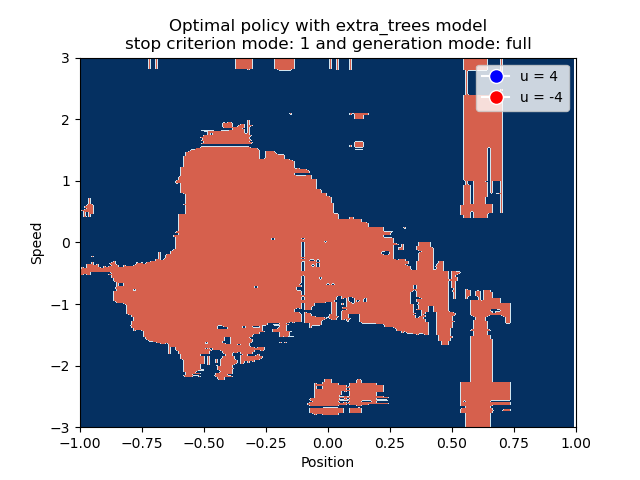 Optimal policy with extra_trees model
stop criterion mode: 1 and generation mode: full
u = 4
u = -4
3
2
1
0
−1
−2
−3
Speed
−1.00 −0.75 −0.50 −0.25 0.00 0.25 0.50 0.75 1.00
Position